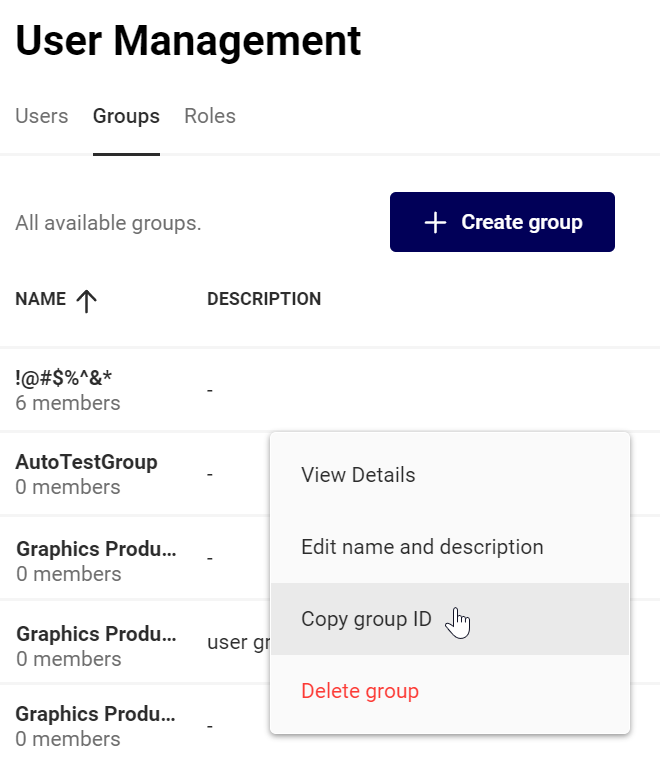 User Management
Users Groups Roles
All available groups.
Create group
NAME DESCRIPTION
!@#$%^&*
6 members
-
AutoTestGroup
0 members
-
Graphics Produ...
0 members
-
Graphics Produ...
0 members
user gr
Graphics Produ...
0 members
-
View Details
Edit name and description
Copy group ID
Delete group